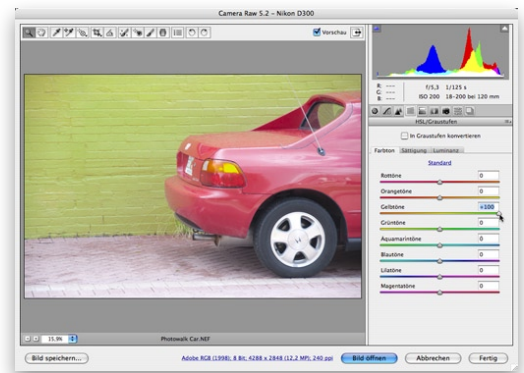 Camera Raw 5.2 – Nikon D300
Vorschau
R: ---
G: ---
B: ---
f/5,3 1/125 s
ISO 200 18–200 bei 120 mm
HSL/Graustufen
In Graustufen konvertieren
Farbton Sättigung Luminanz
Standard
Rottöne 0
Orangetöne 0
Gelbtöne +100
Grüntöne 0
Aquamarintöne 0
Blautöne 0
Lilatöne 0
Magentatöne 0
15,9% Photowalk Car.NEF
Bild speichern... Adobe RGB (1998); 8 Bit; 4288 x 2848 (12,2 MP); 240 ppi Bild öffnen Abbrechen Fertig